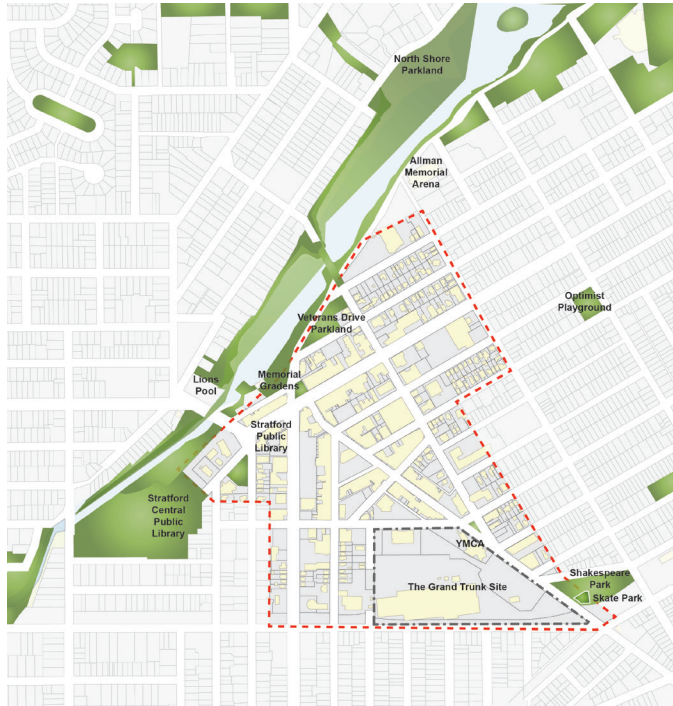 North Shore
Parkland
Allman
Memorial
Arena
Optimist
Playground
Veterans Drive
Parkland
Memorial
Gradens
Lions
Pool
Stratford
Public
Library
Stratford
Central
Public
Library
YMCA
The Grand Trunk Site
Shakespeare
Park
Skate Park